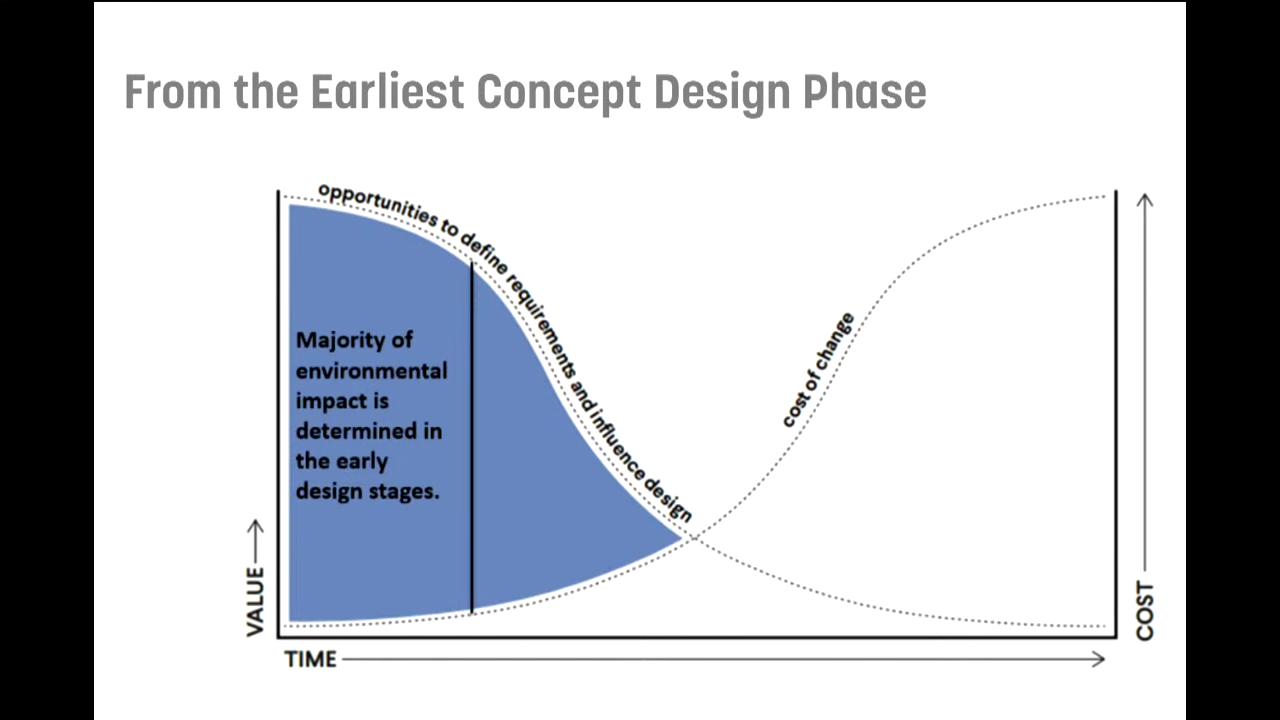 From the Earliest Concept Design Phase
opportunities to define requirements and influence design
cost of change
Majority of
environmental
impact is
determined in
the early
design stages.
VALUE
COST
TIME